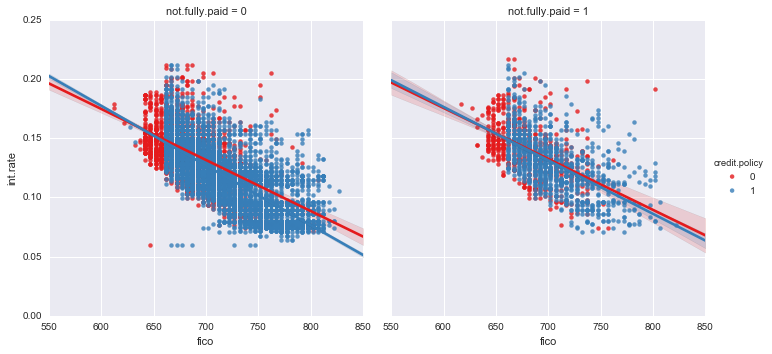 not.fully.paid = 0
not.fully.paid = 1
0.25
0.20
0.15
0.10
0.05
0.00
int.rate
550 600 650 700 750 800 850
550 600 650 700 750 800 850
fico
fico
credit.policy
0
1